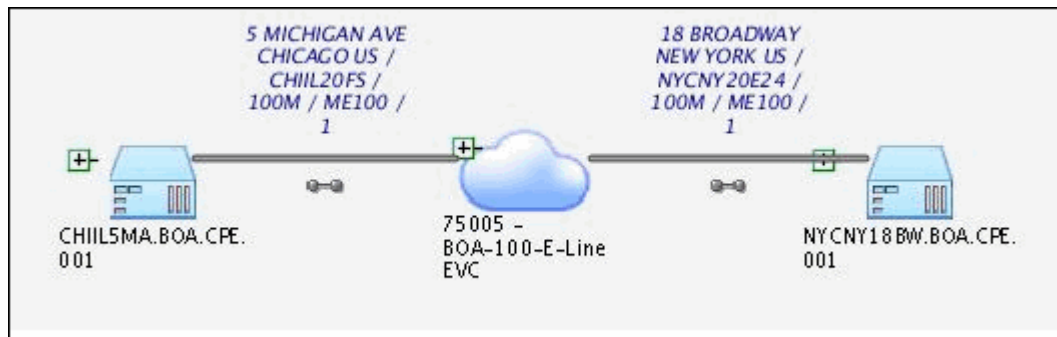 5 MICHIGAN AVE
CHICAGO US /
CHIIL20FS /
100M / ME100 /
1
18 BROADWAY
NEW YORK US /
NYCNY20E24 /
100M / ME100 /
1
CHIIL5MA.BOA.CPE.
001
75005 -
BOA-100-E-Line
EVC
NYCNY18BW.BOA.CPE.
001